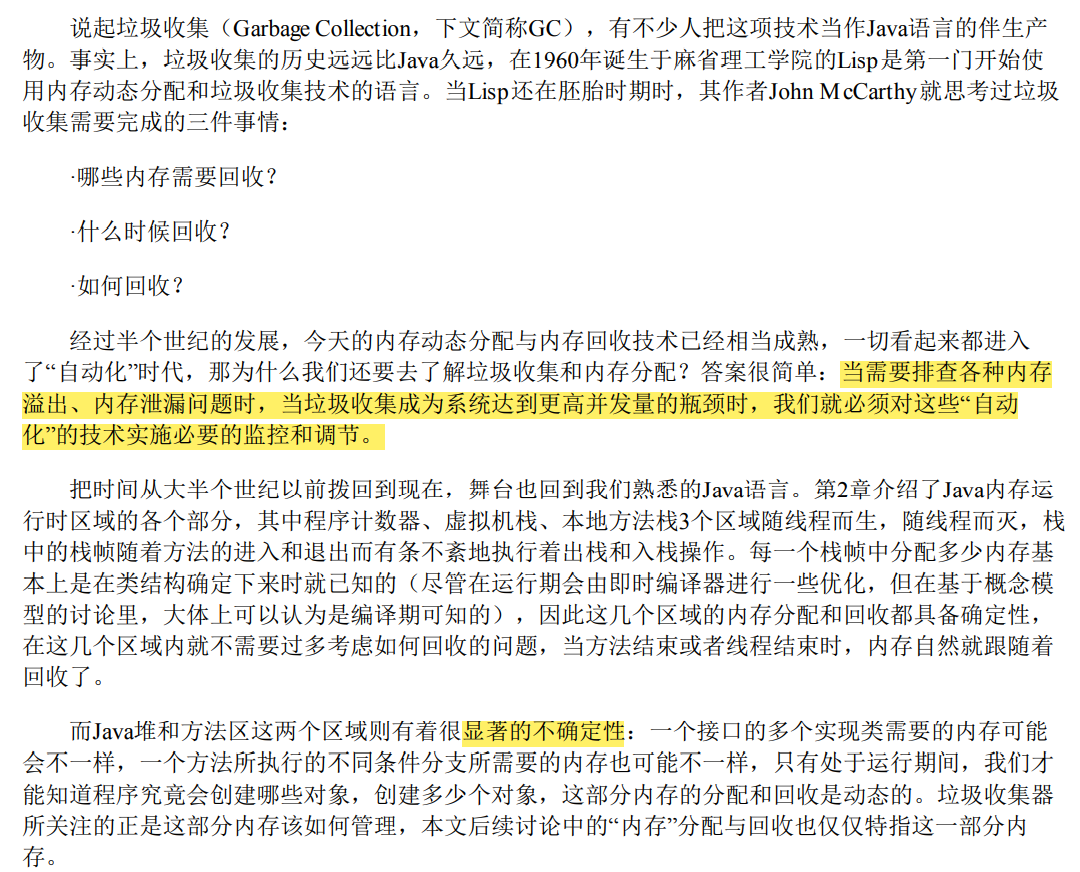 说起垃圾收集（Garbage Collection，下文简称GC），有不少人把这项技术当作Java语言的伴生产
物。事实上，垃圾收集的历史远远比Java久远，在1960年诞生于麻省理工学院的Lisp是第一门开始使
用内存动态分配和垃圾收集技术的语言。当Lisp还在胚胎时期时，其作者John McCarthy就思考过垃圾
收集需要完成的三件事情：
·哪些内存需要回收？
·什么时候回收？
·如何回收？
经过半个世纪的发展，今天的内存动态分配与内存回收技术已经相当成熟，一切看起来都进入
了“自动化”时代，那为什么我们还要去了解垃圾收集和内存分配？答案很简单：当需要排查各种内存
溢出、内存泄漏问题时，当垃圾收集成为系统达到更高并发量的瓶颈时，我们就必须对这些“自动
化”的技术实施必要的监控和调节。
把时间从大半个世纪以前拨回到现在，舞台也回到我们熟悉的Java语言。第2章介绍了Java内存运
行时区域的各个部分，其中程序计数器、虚拟机栈、本地方法栈3个区域随线程而生，随线程而灭，栈
中的栈帧随着方法的进入和退出而有条不紊地执行着出栈和入栈操作。每一个栈帧中分配多少内存基
本上是在类结构确定下来时就已知的（尽管在运行期会由即时编译器进行一些优化，但在基于概念模
型的讨论里，大体上可以认为是编译期可知的），因此这几个区域的内存分配和回收都具备确定性，
在这几个区域内就不需要过多考虑如何回收的问题，当方法结束或者线程结束时，内存自然就跟随着
回收了。
而Java堆和方法区这两个区域则有着很显著的不确定性：一个接口的多个实现类需要的内存可能
会不一样，一个方法所执行的不同条件分支所需要的内存也可能不一样，只有处于运行期间，我们才
能知道程序究竟会创建哪些对象，创建多少个对象，这部分内存的分配和回收是动态的。垃圾收集器
所关注的正是这部分内存该如何管理，本文后续讨论中的“内存”分配与回收也仅仅特指这一部分内
存。